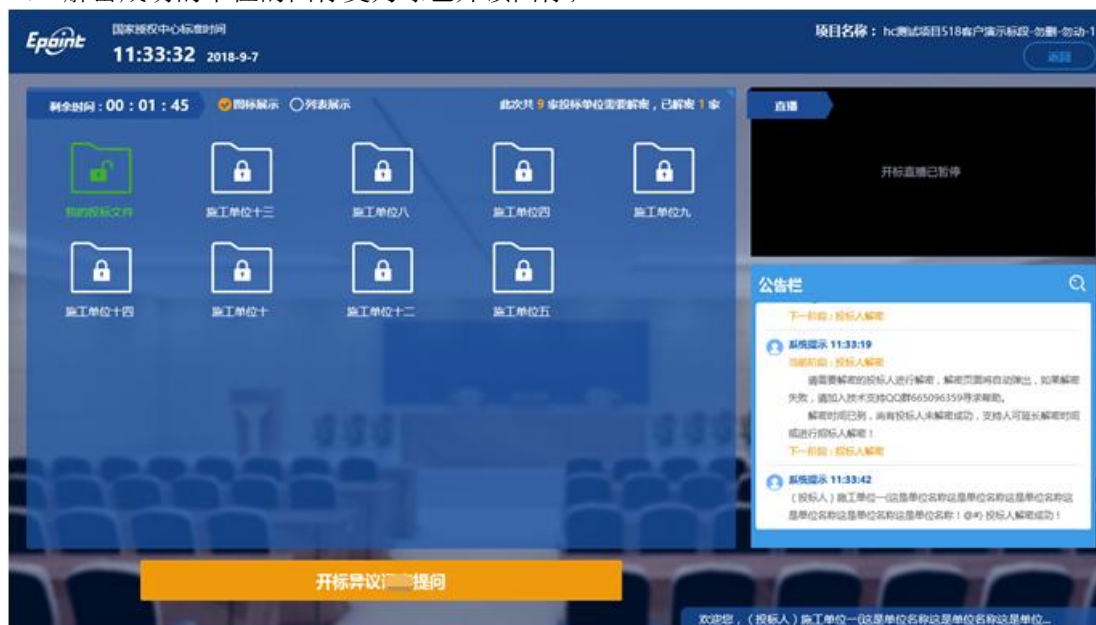 Epoint
国家授权中心标准时间
11:33:32 2018-9-7
项目名称：hc测试项目518客户演示标段-勿删-勿动-1
返回
剩余时间：00：01：45
图标展示 列表展示
此次共 9 家投标单位需要解密，已解密 1 家
直播
开标直播已暂停
我的投标文件 施工单位十三 施工单位八 施工单位四 施工单位九
施工单位十四 施工单位十 施工单位十二 施工单位五
公告栏
下一阶段：投标人解密
系统提示 11:33:19
当前阶段：投标人解密
请需要解密的投标人进行解密，解密页面将自动弹出，如果解密
失败，请加入技术支持QQ群665096359寻求帮助。
解密时间已到，尚有投标人未解密成功，支持人可延长解密时间
或进行招标人解密！
下一阶段：招标人解密
系统提示 11:33:42
（投标人）施工单位一(这是单位名称这是单位名称这是单位名称这
是单位名称这是单位名称这是单位名称！@#) 投标人解密成功！
开标异议 提问
欢迎您，（投标人）施工单位一(这是单位名称这是单位名称这是单位...